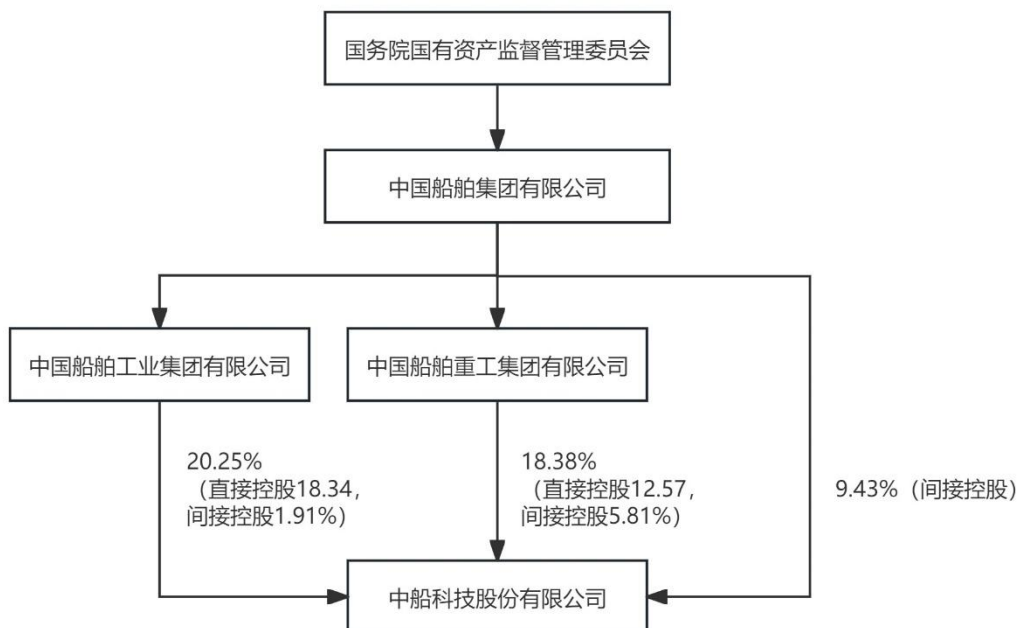 国务院国有资产监督管理委员会
中国船舶集团有限公司
中国船舶工业集团有限公司
中国船舶重工集团有限公司
20.25%
（直接控股18.34，
间接控股1.91%）
18.38%
（直接控股12.57，
间接控股5.81%）
9.43%（间接控股）
中船科技股份有限公司